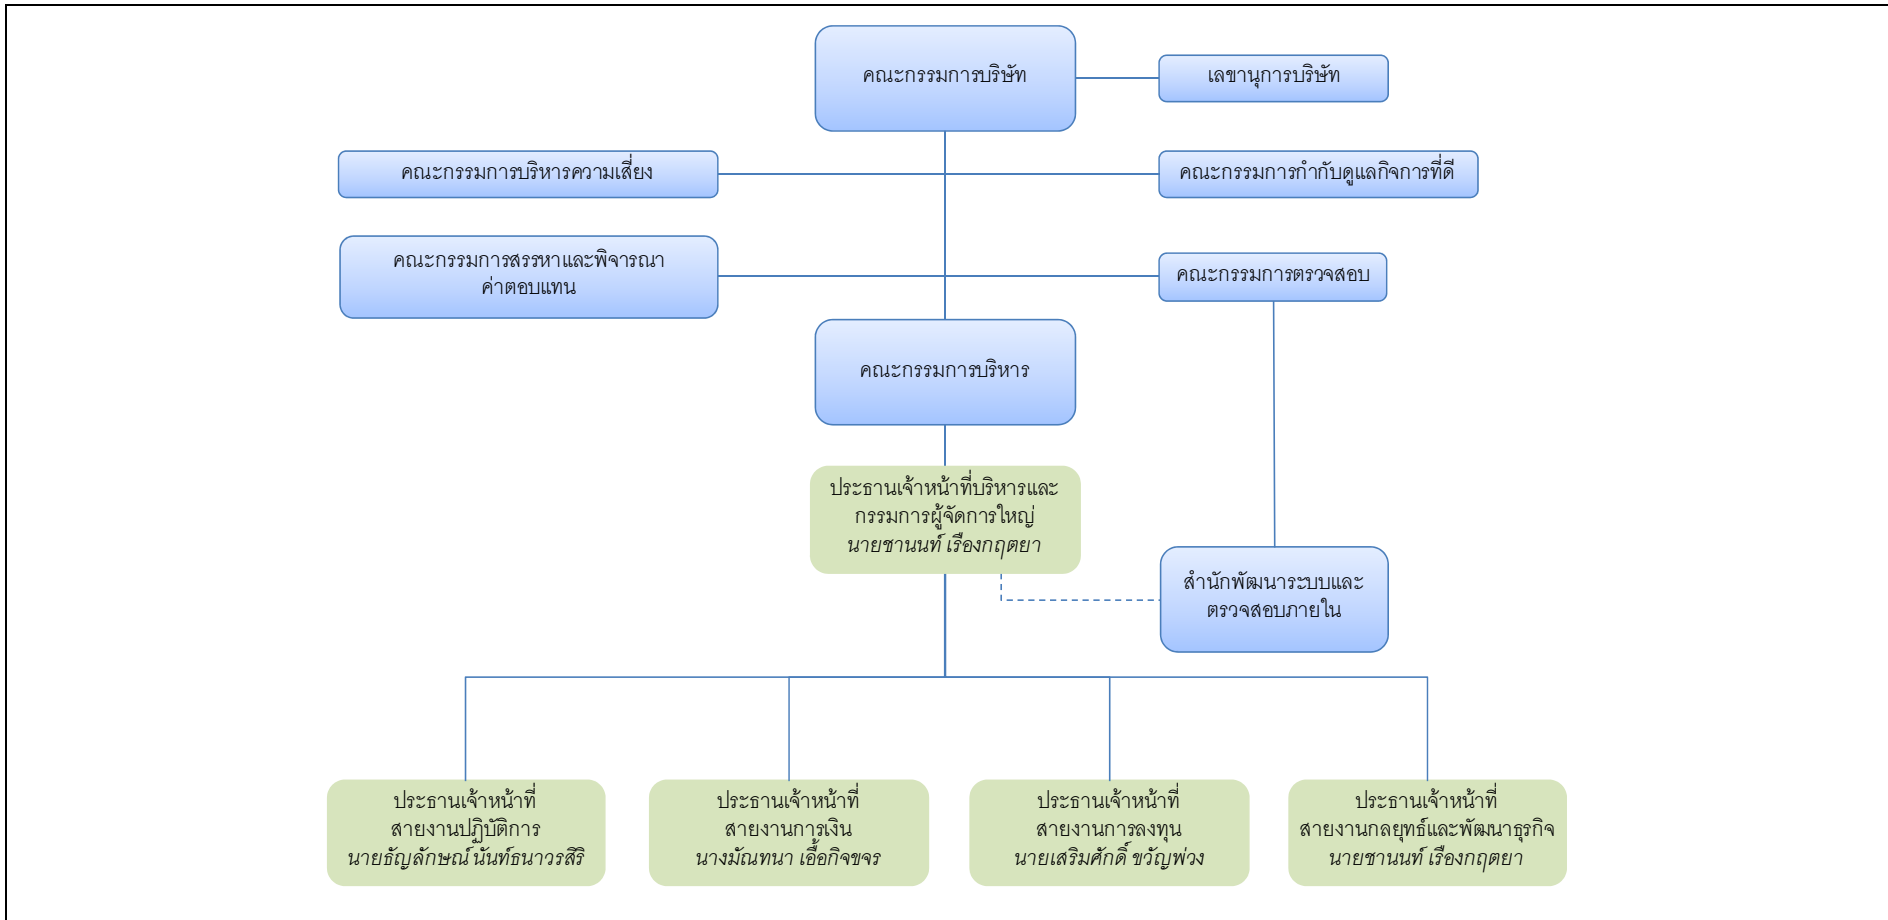 คณะกรรมการบริษัท
เลขานุการบริษัท
คณะกรรมการบริหารความเสี่ยง
คณะกรรมการกำกับดูแลกิจการที่ดี
คณะกรรมการสรรหาและพิจารณา
ค่าตอบแทน
คณะกรรมการตรวจสอบ
คณะกรรมการบริหาร
ประธานเจ้าหน้าที่บริหารและ
กรรมการผู้จัดการใหญ่
นายชานนท์ เรืองกฤตยา
สำนักพัฒนาระบบและ
ตรวจสอบภายใน
ประธานเจ้าหน้าที่
สายงานปฏิบัติการ
นายธัญลักษณ์ นันท์ธนาวรสิริ
ประธานเจ้าหน้าที่
สายงานการเงิน
นางมัณทนา เอื้อกิจขจร
ประธานเจ้าหน้าที่
สายงานการลงทุน
นายเสริมศักดิ์ ขวัญพ่วง
ประธานเจ้าหน้าที่
สายงานกลยุทธ์และพัฒนาธุรกิจ
นายชานนท์ เรืองกฤตยา